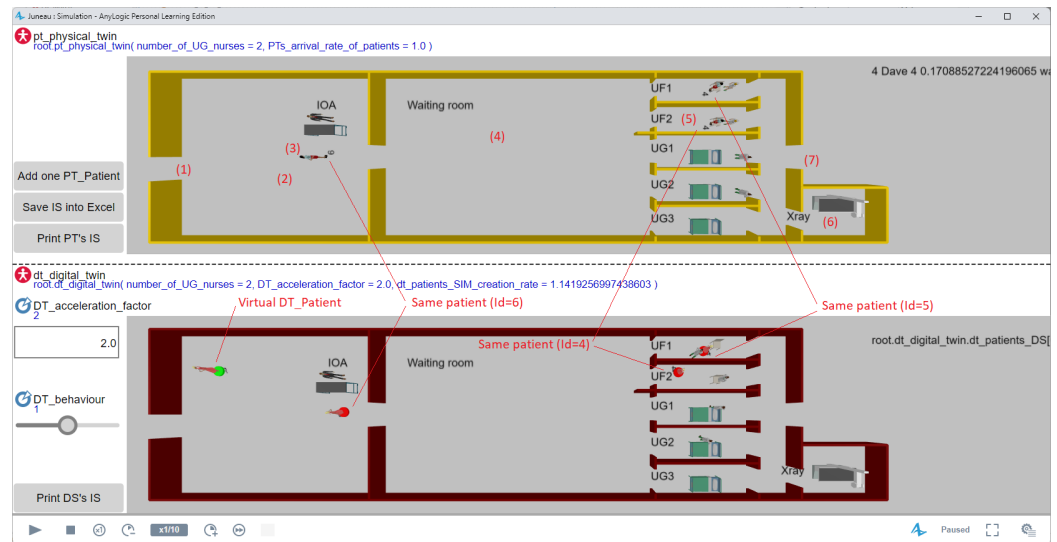 Juneau : Simulation - AnyLogic Personal Learning Edition
pt_physical_twin
root.pt_physical_twin( number_of_UG_nurses = 2, PTs_arrival_rate_of_patients = 1.0 )
4 Dave 4 0.17088527224196065 wa
IOA
Waiting room
UF1
UF2
(5)
(4)
(3)
(2)
(1)
UG1
(7)
UG2
UG3
Xray
(6)
Add one PT_Patient
Save IS into Excel
Print PT's IS
dt_digital_twin
root.dt_digital_twin( number_of_UG_nurses = 2, DT_acceleration_factor = 2.0, dt_patients_SIM_creation_rate = 1.1419256997438603 )
DT_acceleration_factor
2
2.0
Virtual DT_Patient
Same patient (Id=6)
Same patient (Id=5)
Same patient (Id=4)
root.dt_digital_twin.dt_patients_DS[
IOA
Waiting room
UF1
UF2
UG1
UG2
UG3
Xray
DT_behaviour
1
Print DS's IS
x1
x1/10
Paused